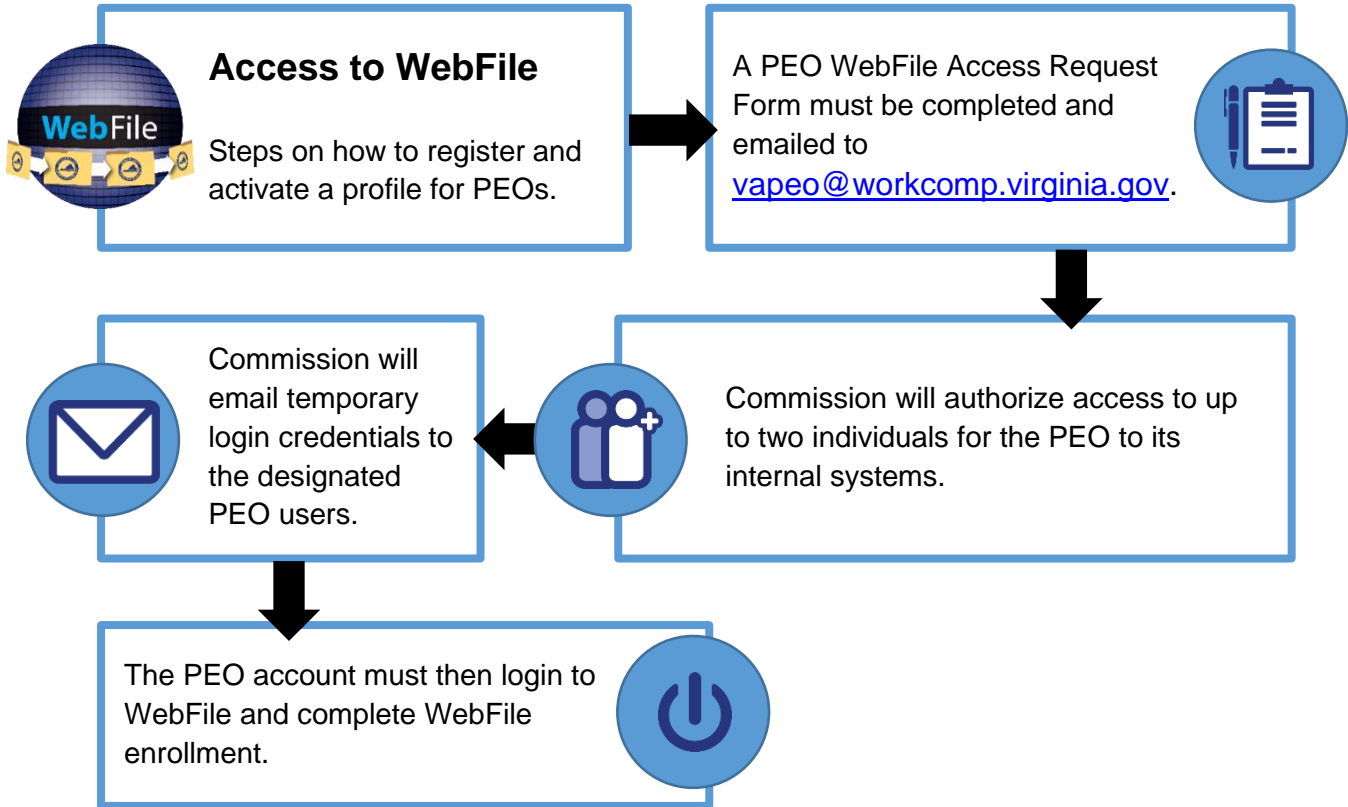 WebFile
Access to WebFile
Steps on how to register and
activate a profile for PEOs.
A PEO WebFile Access Request
Form must be completed and
emailed to
vapeo@workcomp.virginia.gov.
Commission will authorize access to up
to two individuals for the PEO to its
internal systems.
Commission will
email temporary
login credentials to
the designated
PEO users.
The PEO account must then login to
WebFile and complete WebFile
enrollment.